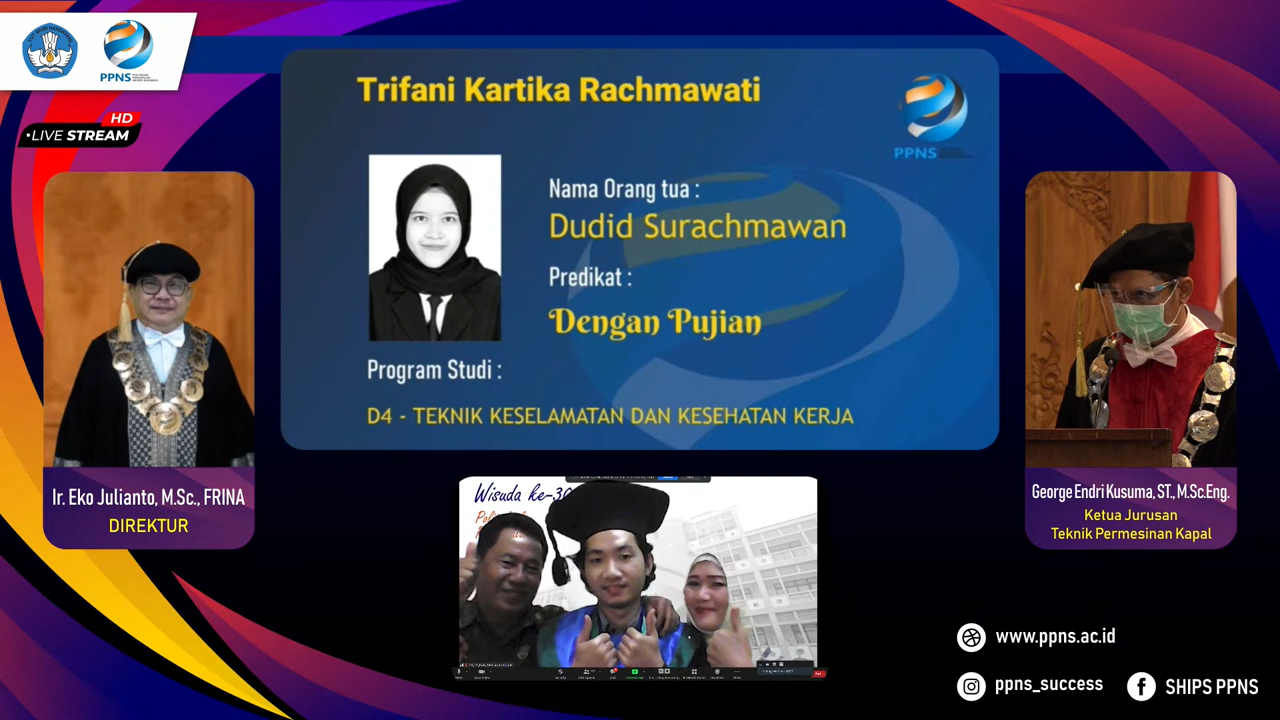 PPNS
HD
LIVE STREAM
Trifani Kartika Rachmawati
PPNS
Nama Orang tua :
Dudid Surachmawan
Predikat :
Dengan Pujian
Program Studi :
D4 - TEKNIK KESELAMATAN DAN KESEHATAN KERJA
Ir. Eko Julianto, M.Sc., FRINA
DIREKTUR
George Endri Kusuma, ST., M.Sc.Eng.
Ketua Jurusan
Teknik Permesinan Kapal
Wisuda ke-30
www.ppns.ac.id
ppns_success
SHIPS PPNS